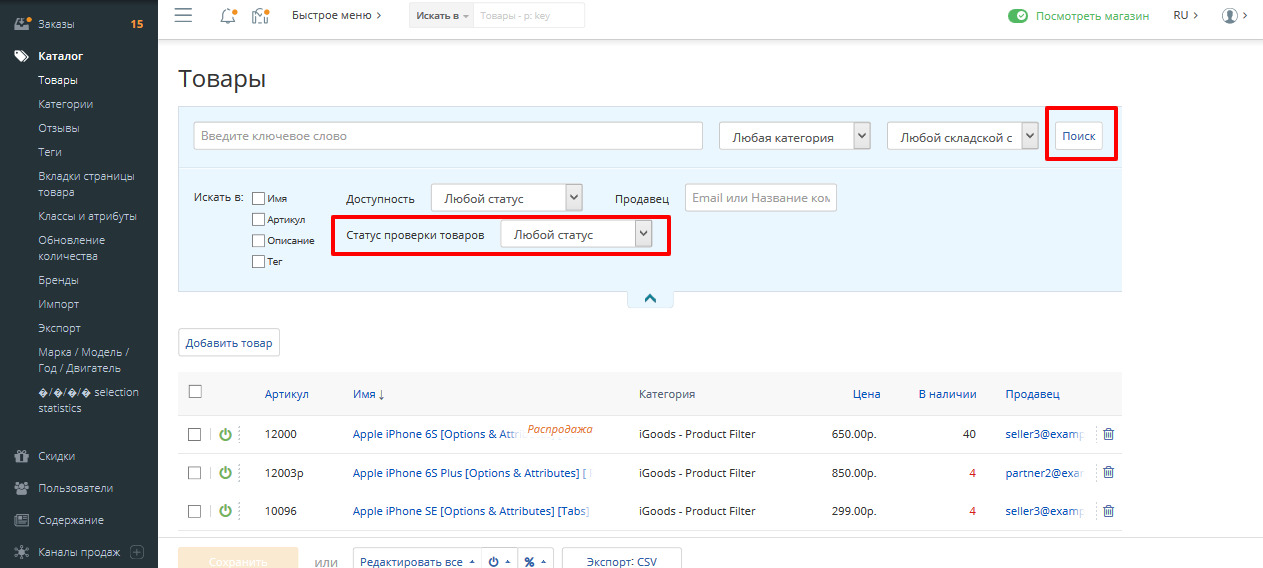 Заказы 15
Быстрое меню
Искать в
Товары - p: key
Посмотреть магазин
RU
Каталог
Товары
Категории
Отзывы
Теги
Вкладки страницы
товара
Классы и атрибуты
Обновление
количества
Бренды
Импорт
Экспорт
Марка / Модель /
Год / Двигатель
�/�/�/� selection
statistics
Скидки
Пользователи
Содержание
Каналы продаж
Товары
Введите ключевое слово
Любая категория
Любой складской с
Поиск
Искать в:
Имя
Артикул
Описание
Тег
Доступность
Любой статус
Продавец
Email или Название ком
Статус проверки товаров
Любой статус
Добавить товар
Артикул Имя ↓ Категория Цена В наличии Продавец
12000 Apple iPhone 6S [Options & Attri Распродажа iGoods - Product Filter 650.00р. 40 seller3@examp
12003p Apple iPhone 6S Plus [Options & Attributes] [ iGoods - Product Filter 850.00р. 4 partner2@exa
10096 Apple iPhone SE [Options & Attributes] [Tabs] iGoods - Product Filter 299.00р. 4 seller3@examp
Сохранить или Редактировать все % Экспорт: CSV